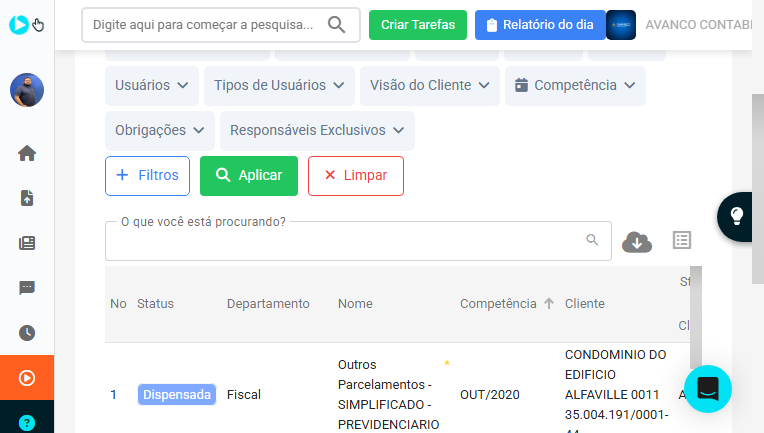 Digite aqui para começar a pesquisa...
Criar Tarefas
Relatório do dia
AVANCO CONTABI
Usuários
Tipos de Usuários
Visão do Cliente
Competência
Obrigações
Responsáveis Exclusivos
+ Filtros
Aplicar
× Limpar
O que você está procurando?
No
Status
Departamento
Nome
Competência
Cliente
St
Cl
1
Dispensada
Fiscal
Outros *
Parcelamentos -
SIMPLIFICADO -
PREVIDENCIARIO
OUT/2020
CONDOMINIO DO
EDIFICIO
ALFAVILLE 0011
35.004.191/0001-
A